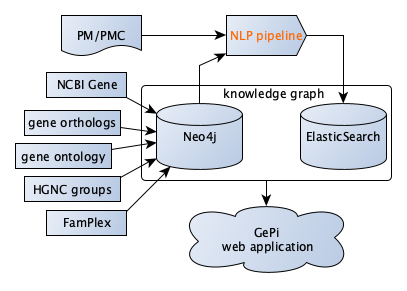 PM/PMC
NLP pipeline
NCBI Gene
knowledge graph
gene orthologs
Neo4j
ElasticSearch
gene ontology
HGNC groups
FamPlex
GePi
web application